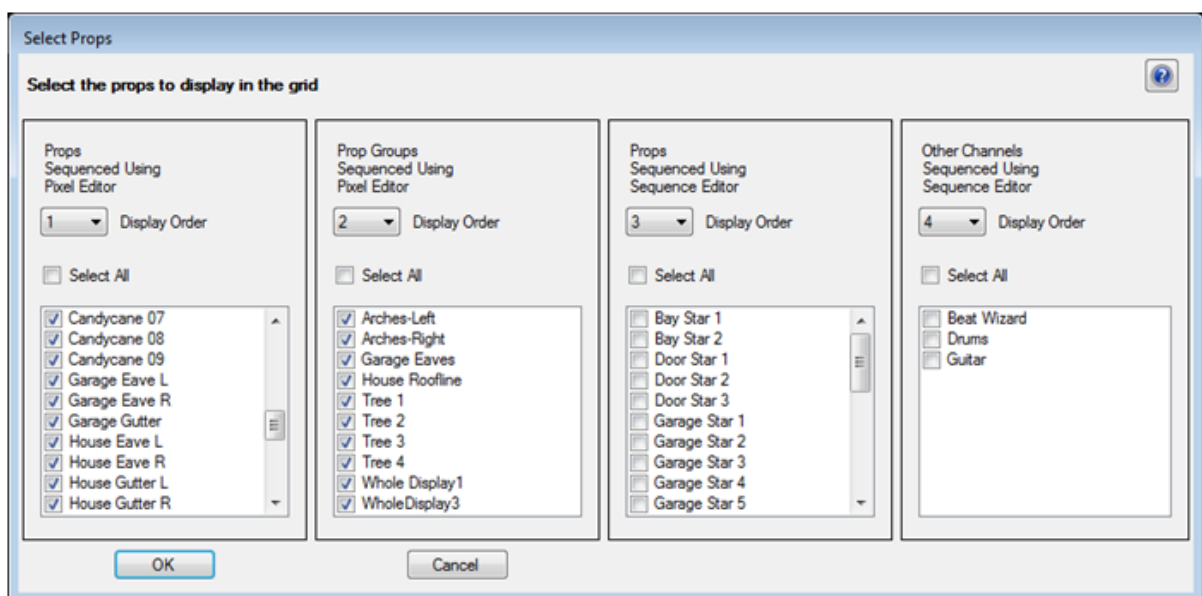 Select Props
Select the props to display in the grid
Props
Sequenced Using
Pixel Editor
1
Display Order
Select All
Candycane 07
Candycane 08
Candycane 09
Garage Eave L
Garage Eave R
Garage Gutter
House Eave L
House Eave R
House Gutter L
House Gutter R
Prop Groups
Sequenced Using
Pixel Editor
2
Display Order
Select All
Arches-Left
Arches-Right
Garage Eaves
House Roofline
Tree 1
Tree 2
Tree 3
Tree 4
Whole Display1
WholeDisplay3
Props
Sequenced Using
Sequence Editor
3
Display Order
Select All
Bay Star 1
Bay Star 2
Door Star 1
Door Star 2
Door Star 3
Garage Star 1
Garage Star 2
Garage Star 3
Garage Star 4
Garage Star 5
Other Channels
Sequenced Using
Sequence Editor
4
Display Order
Select All
Beat Wizard
Drums
Guitar
OK
Cancel